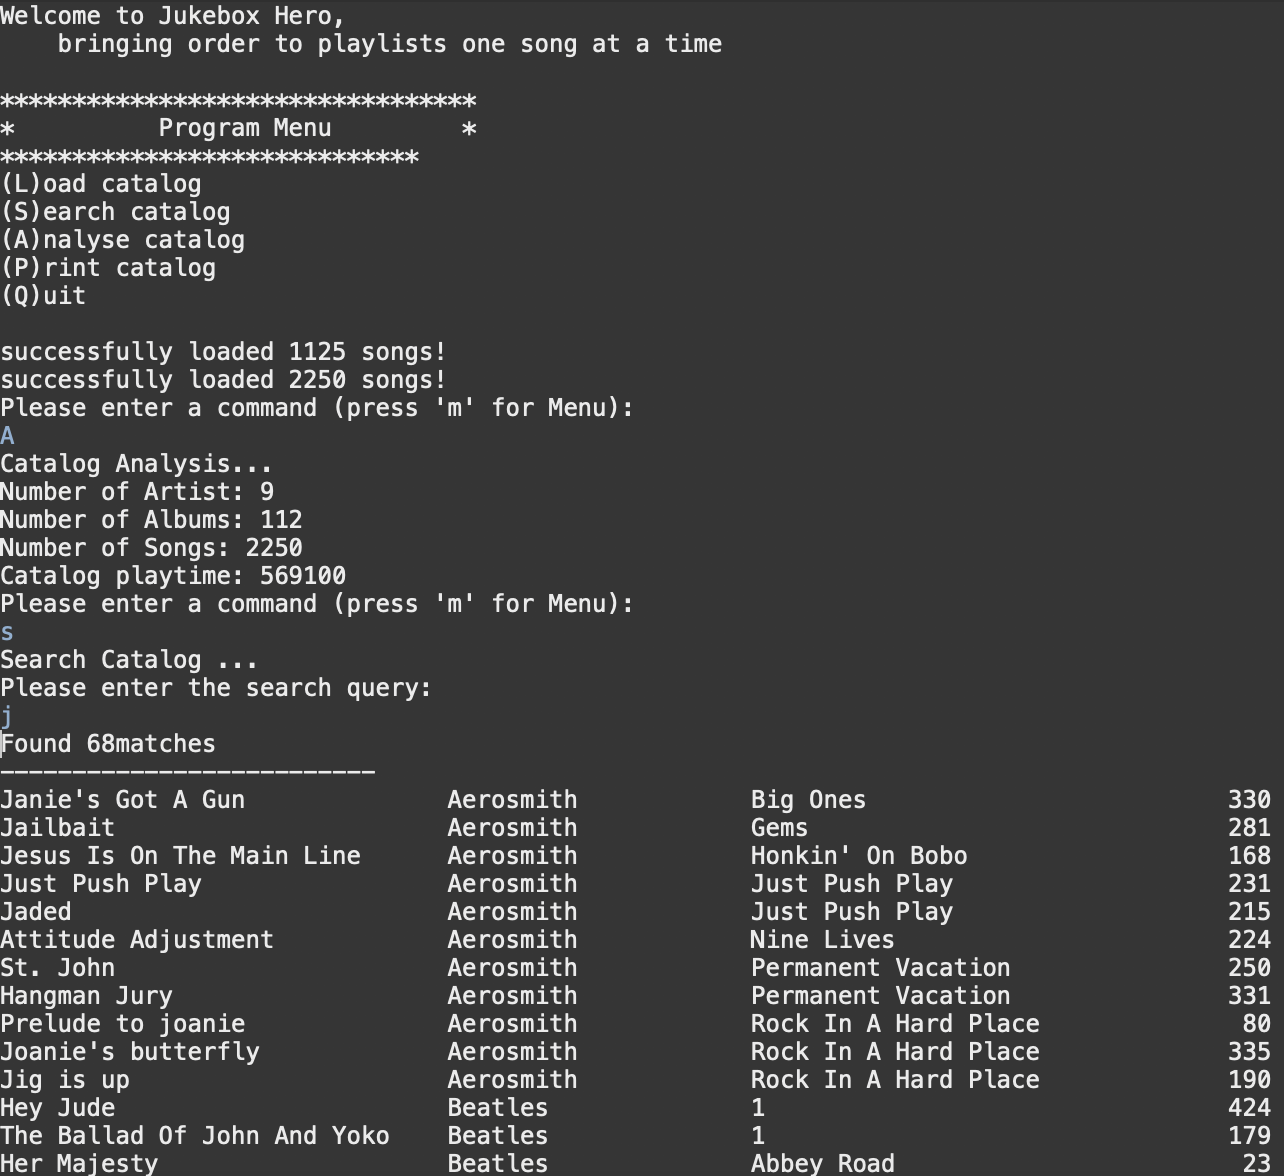 Welcome to Jukebox Hero,
    bringing order to playlists one song at a time

*********************************
*          Program Menu         *
*****************************
(L)oad catalog
(S)earch catalog
(A)nalyse catalog
(P)rint catalog
(Q)uit

successfully loaded 1125 songs!
successfully loaded 2250 songs!
Please enter a command (press 'm' for Menu):
A
Catalog Analysis...
Number of Artist: 9
Number of Albums: 112
Number of Songs: 2250
Catalog playtime: 569100
Please enter a command (press 'm' for Menu):
s
Search Catalog ...
Please enter the search query:
j
Found 68matches
--------------------------
Janie's Got A Gun              Aerosmith            Big Ones                         330
Jailbait                       Aerosmith            Gems                             281
Jesus Is On The Main Line      Aerosmith            Honkin' On Bobo                  168
Just Push Play                 Aerosmith            Just Push Play                   231
Jaded                          Aerosmith            Just Push Play                   215
Attitude Adjustment            Aerosmith            Nine Lives                       224
St. John                       Aerosmith            Permanent Vacation               250
Hangman Jury                   Aerosmith            Permanent Vacation               331
Prelude to joanie              Aerosmith            Rock In A Hard Place              80
Joanie's butterfly             Aerosmith            Rock In A Hard Place             335
Jig is up                      Aerosmith            Rock In A Hard Place             190
Hey Jude                       Beatles              1                                424
The Ballad Of John And Yoko    Beatles              1                                179
Her Majesty                    Beatles              Abbey Road                        23